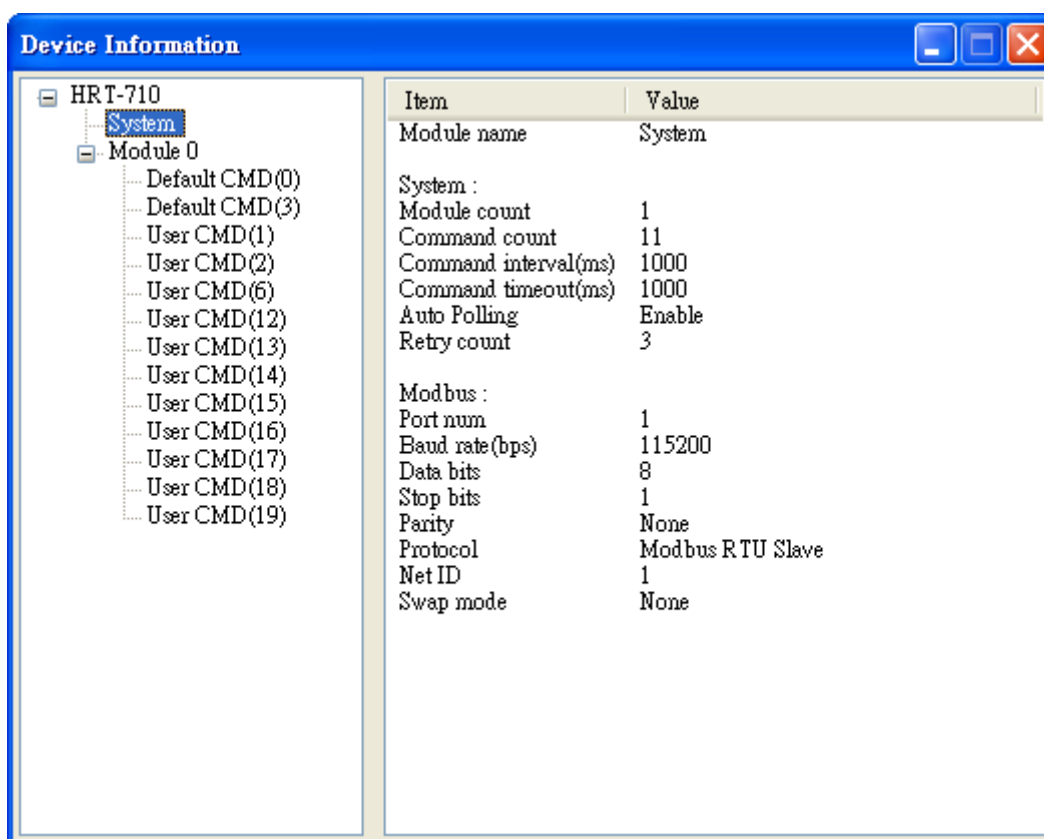 Device Information
HRT-710
System
Module 0
Default CMD(0)
Default CMD(3)
User CMD(1)
User CMD(2)
User CMD(6)
User CMD(12)
User CMD(13)
User CMD(14)
User CMD(15)
User CMD(16)
User CMD(17)
User CMD(18)
User CMD(19)
Item Value
Module name System
System :
Module count 1
Command count 11
Command interval(ms) 1000
Command timeout(ms) 1000
Auto Polling Enable
Retry count 3
Modbus :
Port num 1
Baud rate(bps) 115200
Data bits 8
Stop bits 1
Parity None
Protocol Modbus RTU Slave
Net ID 1
Swap mode None